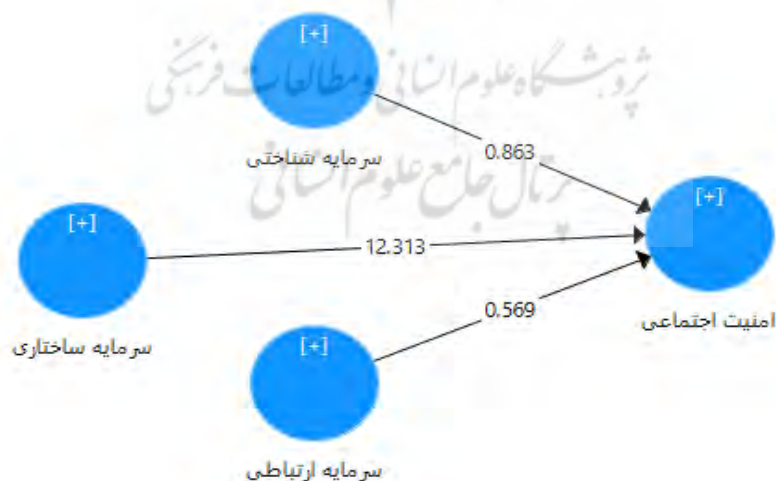 [+]
پژوهشگاه علوم انسانی و مطالعات فرهنگی
سرمایه شناختی
0.863
پرتال جامع علوم انسانی
[+]
[+]
12.313
امنیت اجتماعی
سرمایه ساختاری
0.569
[+]
سرمایه ارتباطی